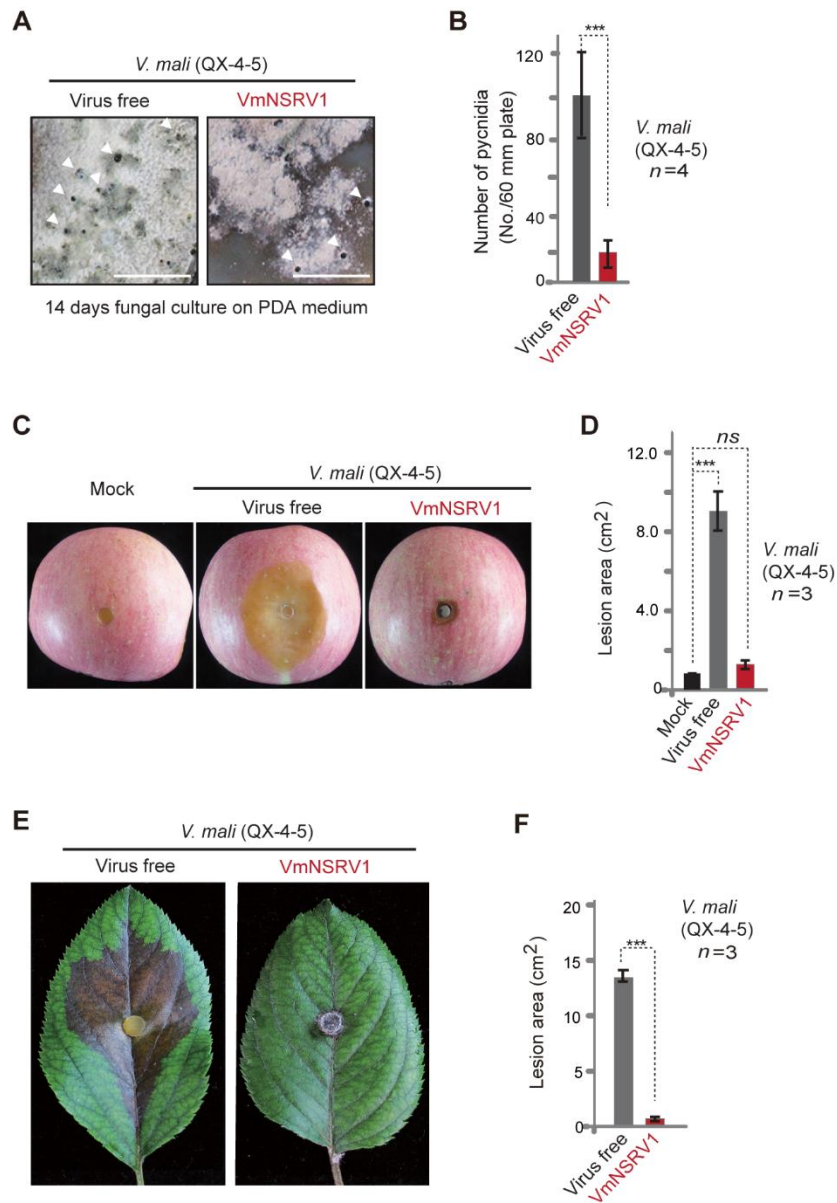 A
V. mali (QX-4-5)
Virus free
VmNSRV1
14 days fungal culture on PDA medium
B
***
120
80
40
0
Number of pycnidia
(No./60 mm plate)
V. mali
(QX-4-5)
n=4
Virus free
VmNSRV1
C
V. mali (QX-4-5)
Mock
Virus free
VmNSRV1
D
ns
***
12.0
8.0
4.0
0
Lesion area (cm2)
V. mali
(QX-4-5)
n=3
Mock
Virus free
VmNSRV1
E
V. mali (QX-4-5)
Virus free
VmNSRV1
F
20
15
10
5
0
***
Lesion area (cm2)
V. mali
(QX-4-5)
n=3
Virus free
VmNSRV1